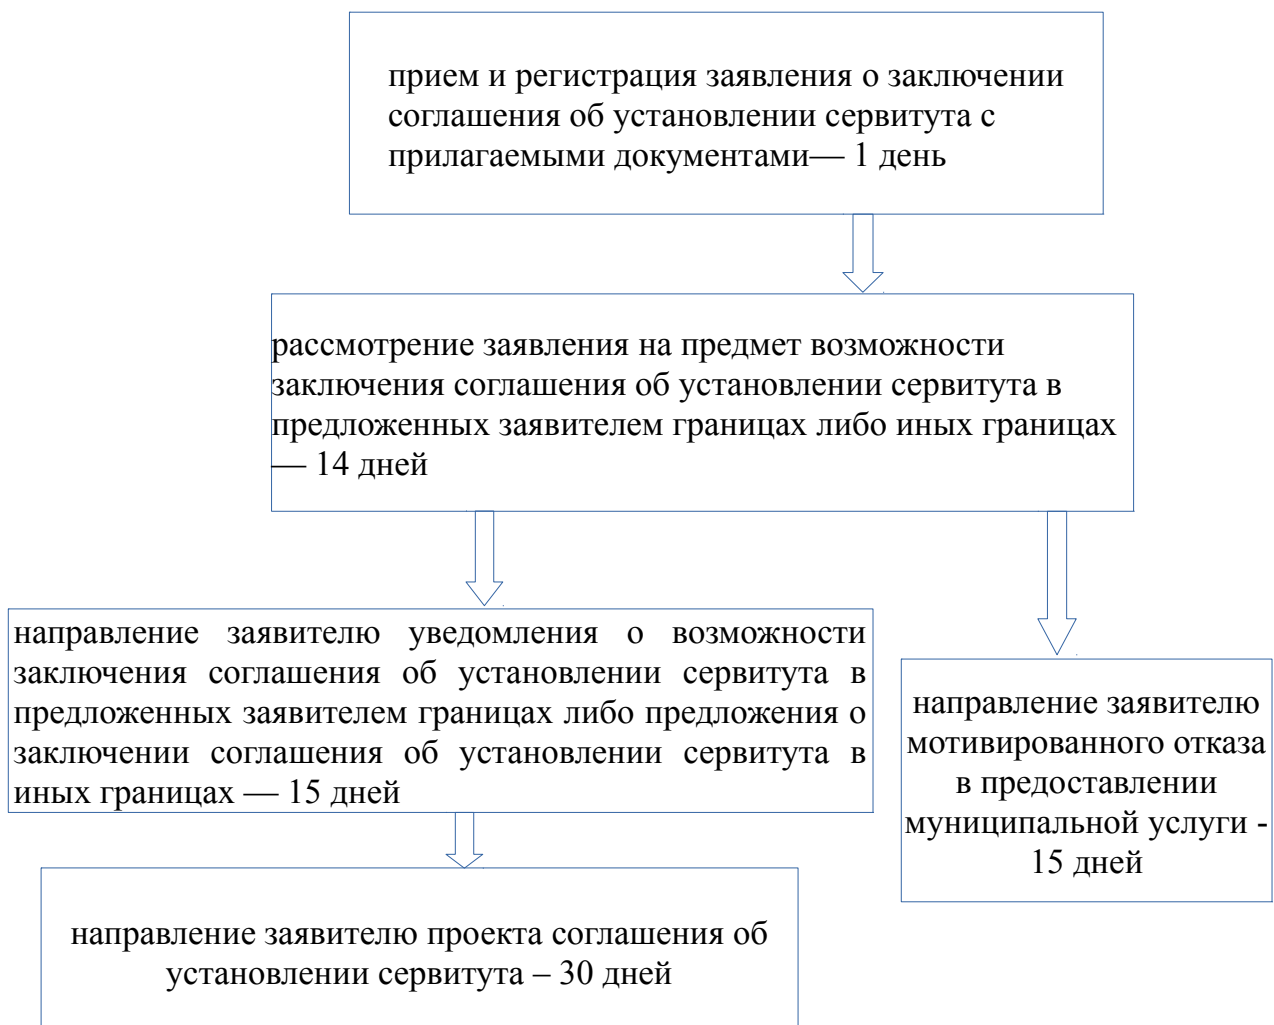 прием и регистрация заявления о заключении
соглашения об установлении сервитута с
прилагаемыми документами— 1 день
рассмотрение заявления на предмет возможности
заключения соглашения об установлении сервитута в
предложенных заявителем границах либо иных границах
— 14 дней
направление заявителю уведомления о возможности
заключения соглашения об установлении сервитута в
предложенных заявителем границах либо предложения о
заключении соглашения об установлении сервитута в
иных границах — 15 дней
направление заявителю
мотивированного отказа
в предоставлении
муниципальной услуги -
15 дней
направление заявителю проекта соглашения об
установлении сервитута – 30 дней